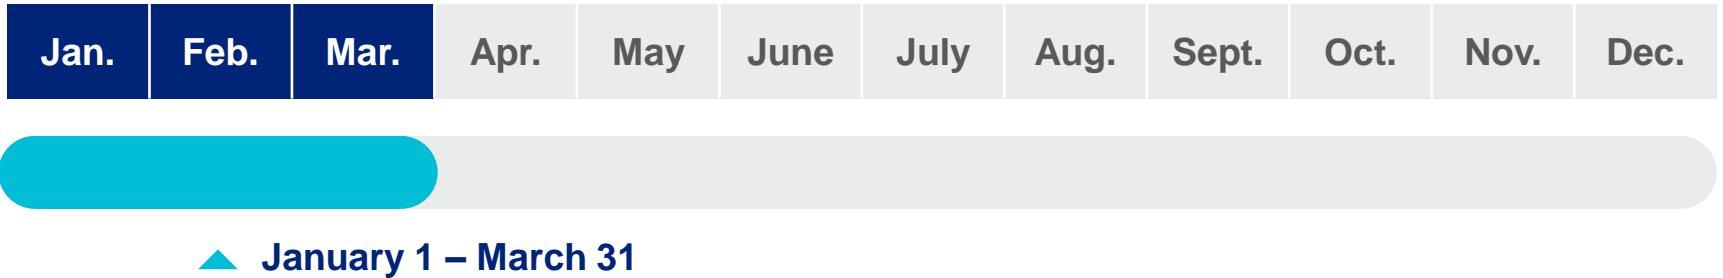 Jan. Feb. Mar. Apr. May June July Aug. Sept. Oct. Nov. Dec.
January 1 – March 31